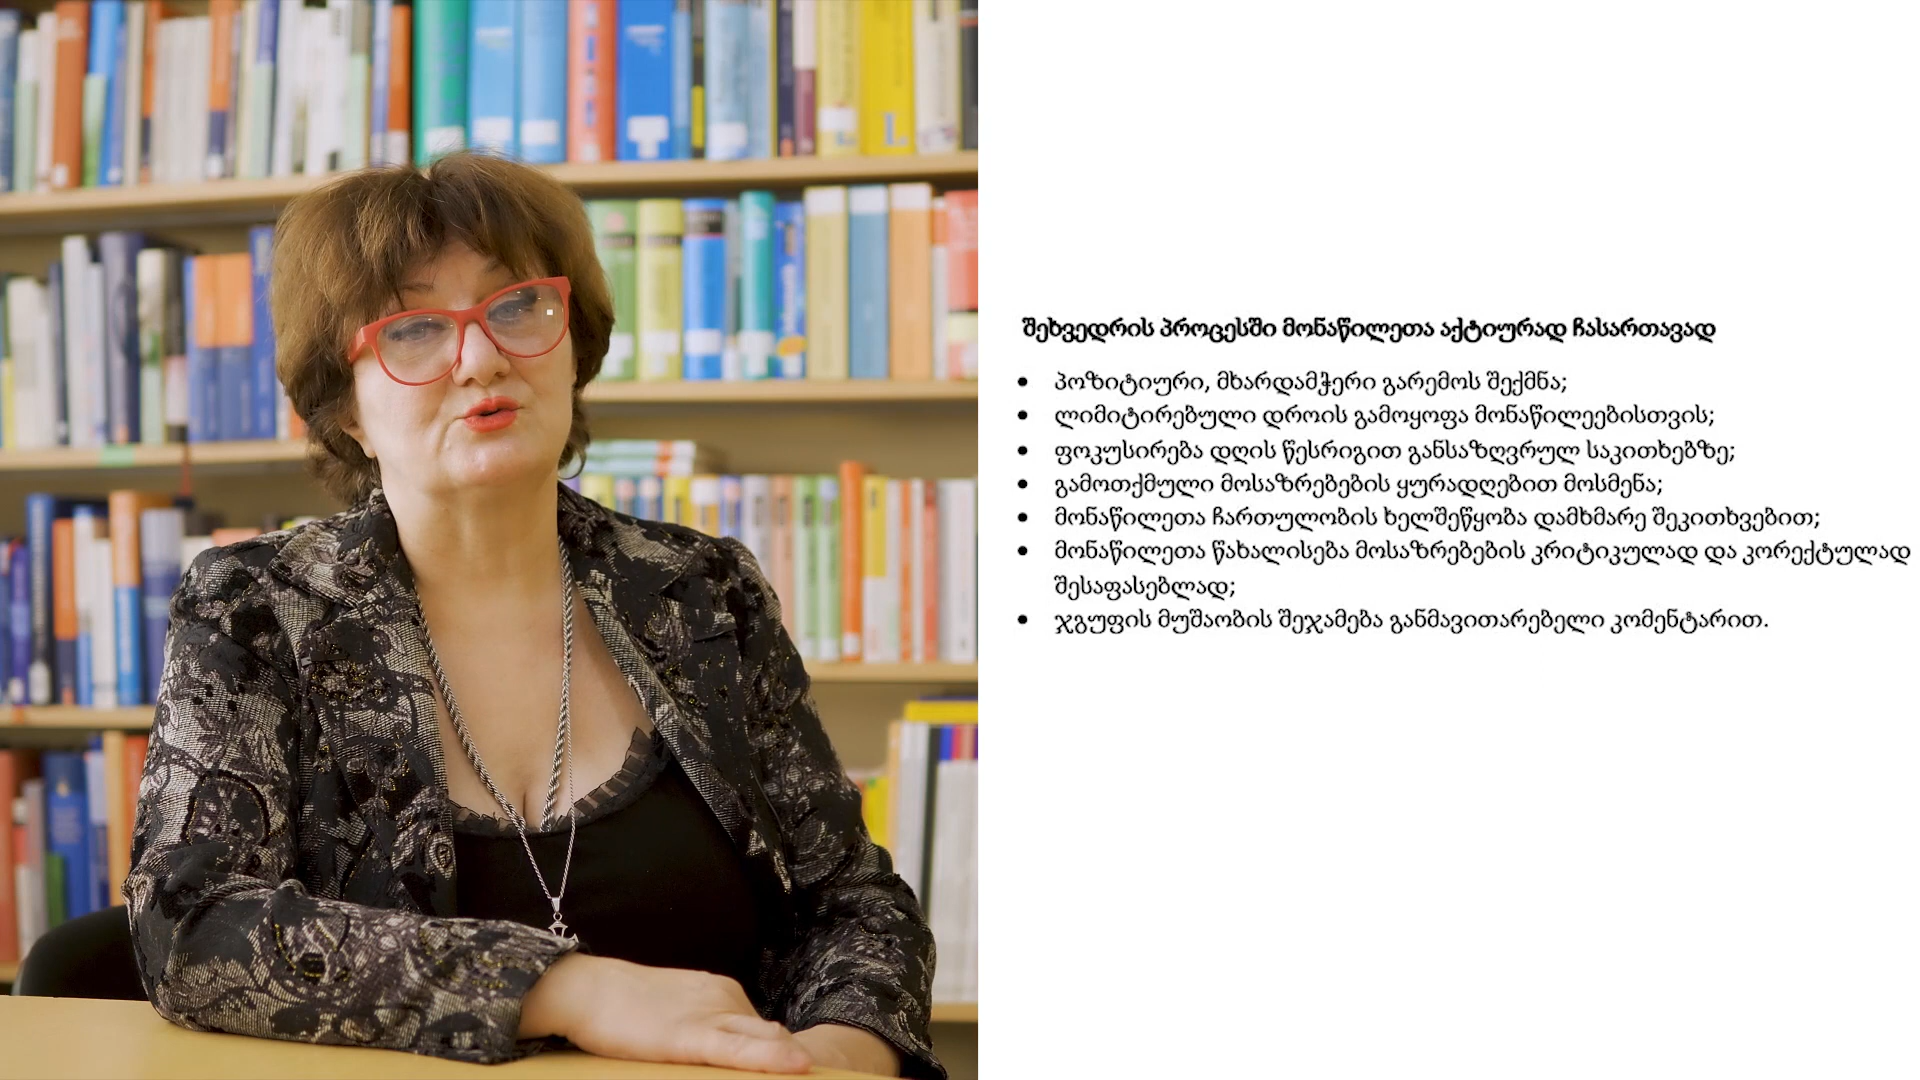 შეხვედრის პროცესში მონაწილეთა აქტიურად ჩასართავად
• პოზიტიური, მხარდამჭერი გარემოს შექმნა;
• ლიმიტირებული დროის გამოყოფა მონაწილეებისთვის;
• ფოკუსირება დღის წესრიგით განსაზღვრულ საკითხებზე;
• გამოთქმული მოსაზრებების ყურადღებით მოსმენა;
• მონაწილეთა ჩართულობის ხელშეწყობა დამხმარე შეკითხვებით;
• მონაწილეთა წახალისება მოსაზრებების კრიტიკულად და კორექტულად
შესაფასებლად;
• ჯგუფის მუშაობის შეჯამება განმავითარებელი კომენტარით.